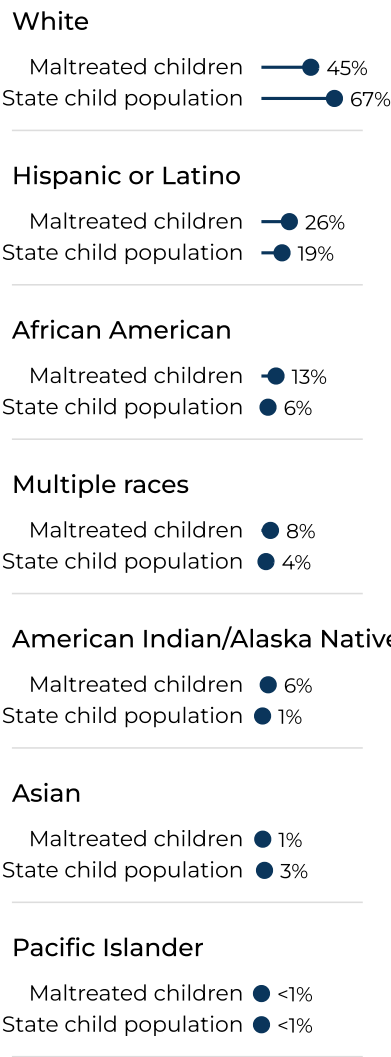 White
Maltreated children 45%
State child population 67%
Hispanic or Latino
Maltreated children 26%
State child population 19%
African American
Maltreated children 13%
State child population 6%
Multiple races
Maltreated children 8%
State child population 4%
American Indian/Alaska Native
Maltreated children 6%
State child population 1%
Asian
Maltreated children 1%
State child population 3%
Pacific Islander
Maltreated children <1%
State child population <1%